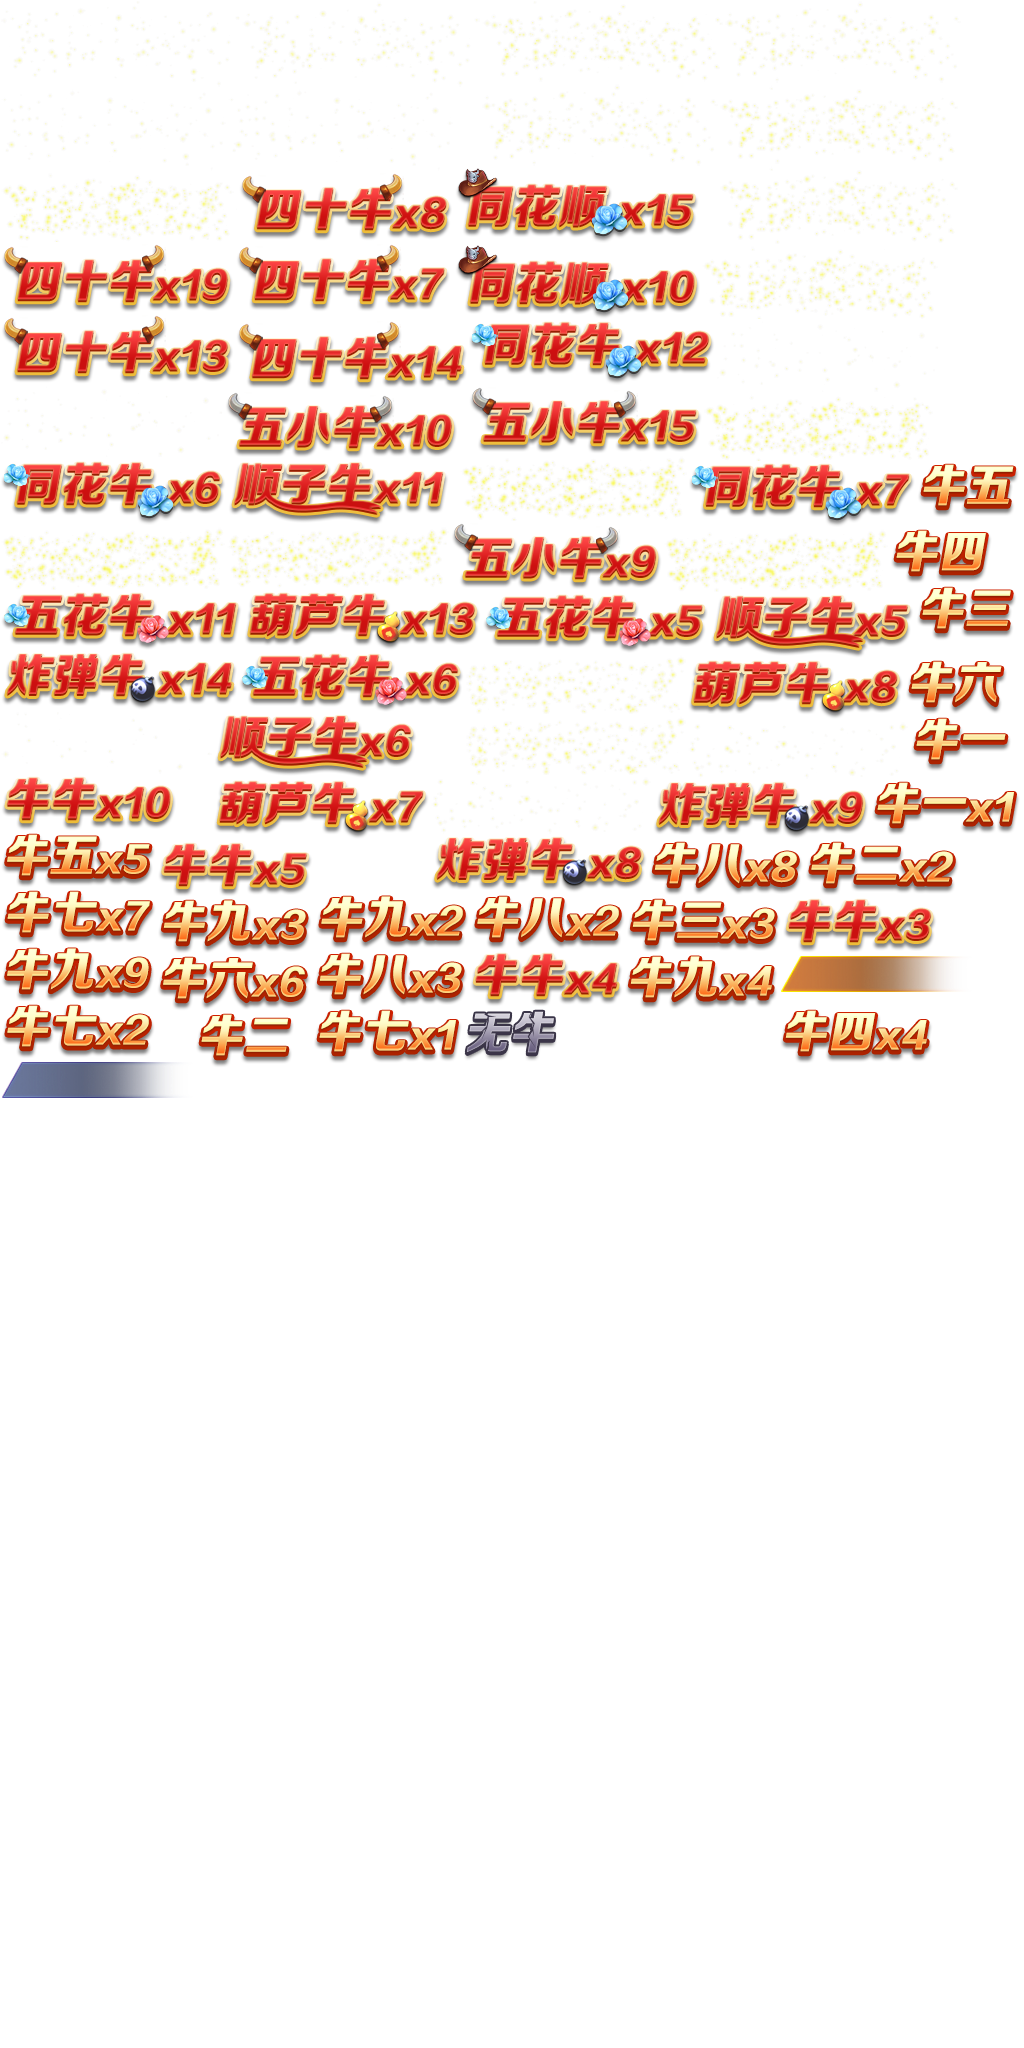 四十牛x8 同花顺x15
四十牛x19 四十牛x7 同花顺x10
四十牛x13 四十牛x14 同花牛x12
五小牛x10 五小牛x15
同花牛x6 顺子牛x11 同花牛x7 牛五
五小牛x9 牛四
五花牛x11 葫芦牛x13 五花牛x5 顺子牛x5 牛三
炸弹牛x14 五花牛x6 葫芦牛x8 牛六
顺子牛x6 牛一
牛牛x10 葫芦牛x7 炸弹牛x9 牛一x1
牛五x5 牛牛x5 炸弹牛x8 牛八x8 牛二x2
牛七x7 牛九x3 牛九x2 牛八x2 牛三x3 牛牛x3
牛九x9 牛六x6 牛八x3 牛牛x4 牛九x4
牛七x2 牛二 牛七x1 无牛 牛四x4